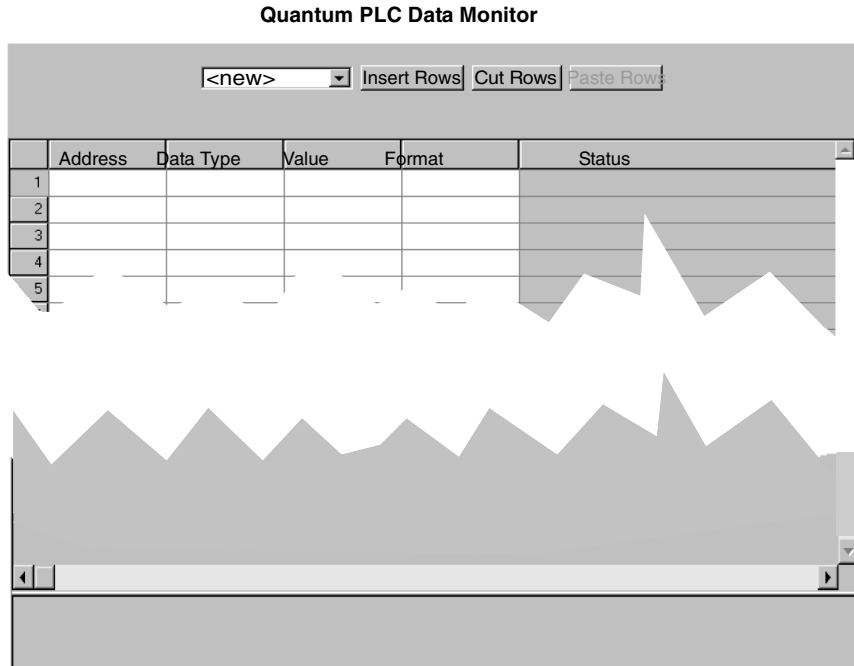 Quantum PLC Data Monitor
<new> Insert Rows Cut Rows Paste Rows
Address Data Type Value Format Status
1
2
3
4
5